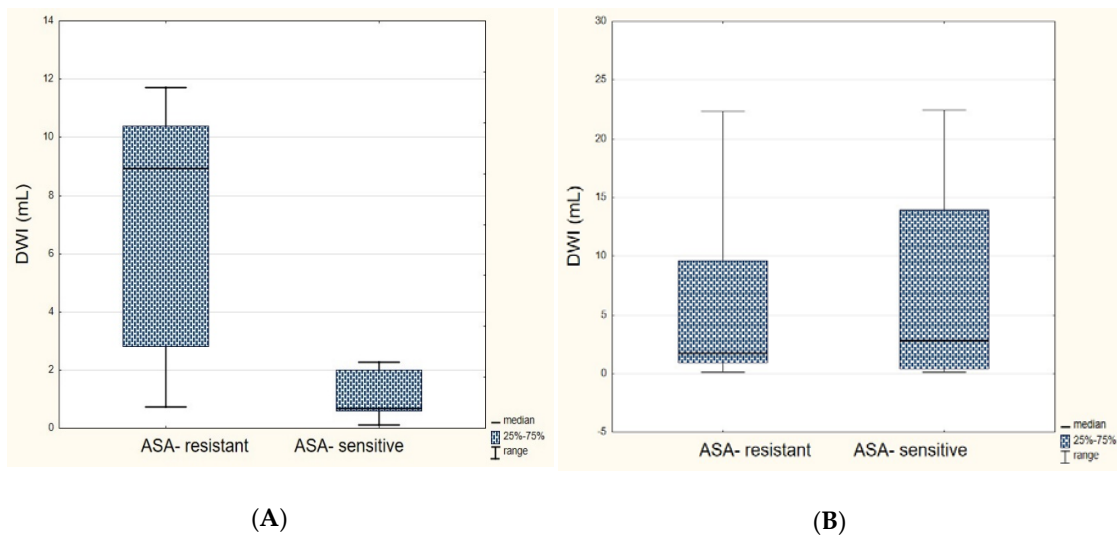 14
12
10
8
6
4
2
0
DWI (mL)
ASA- resistant
ASA- sensitive
median
25%-75%
range
(A)
30
25
20
15
10
5
0
-5
DWI (mL)
ASA- resistant
ASA- sensitive
median
25%-75%
range
(B)